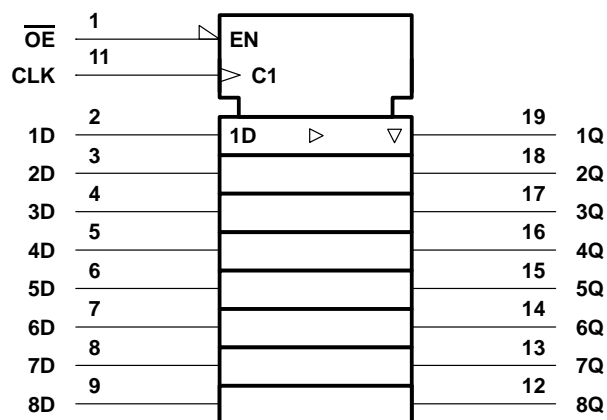 1
O̅E̅ EN
11
CLK C1
2 19
1D 1D 1Q
3 18
2D 2Q
4 17
3D 3Q
5 16
4D 4Q
6 15
5D 5Q
7 14
6D 6Q
8 13
7D 7Q
9 12
8D 8Q